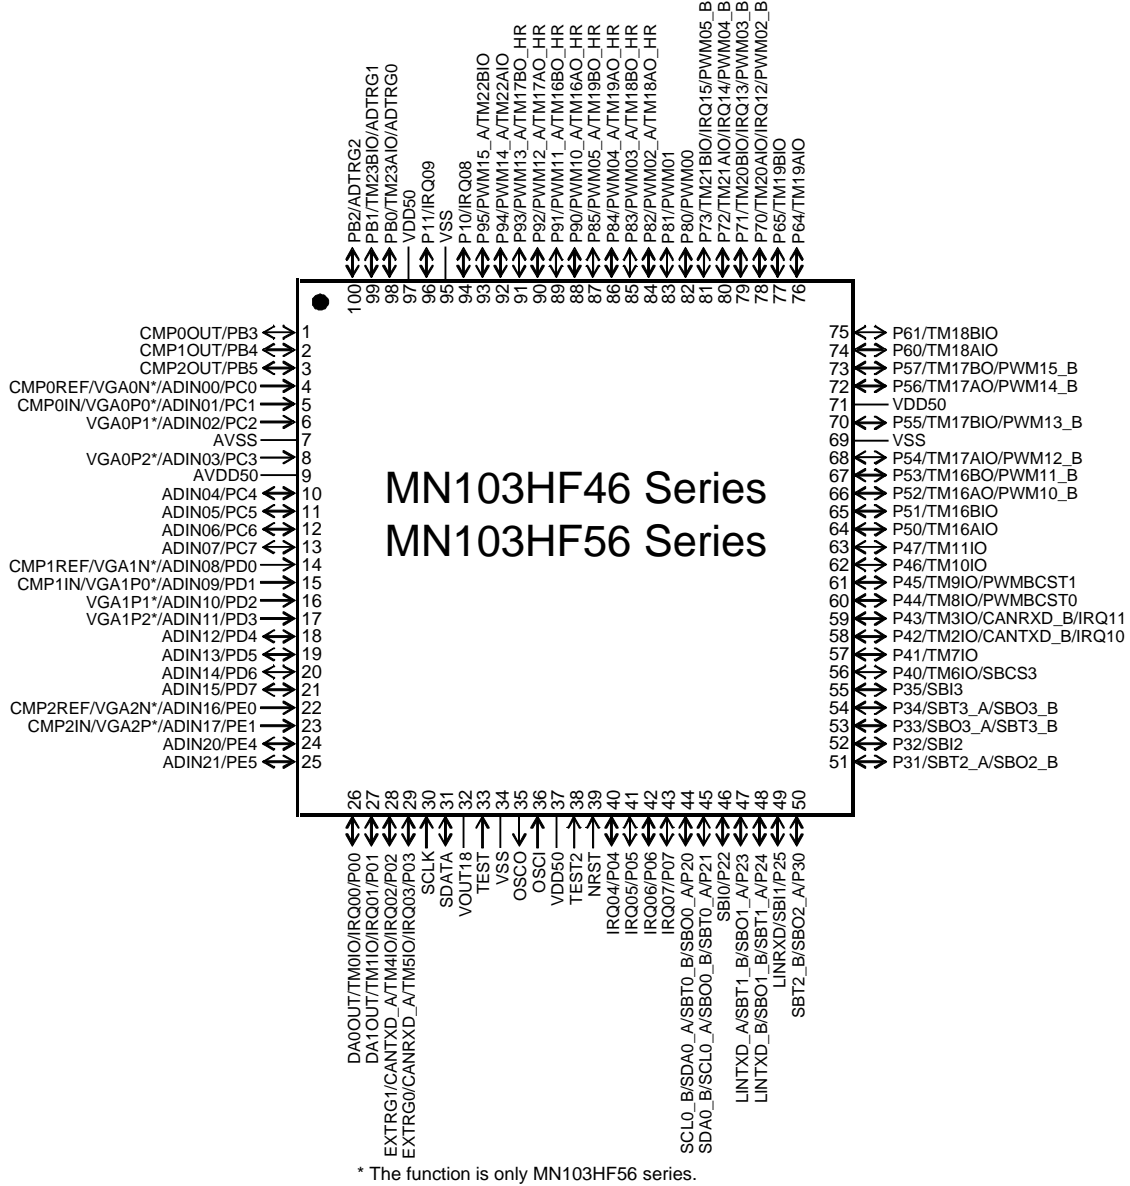 PB2/ADTRG2
PB1/TM23BIO/ADTRG1
PB0/TM23AIO/ADTRG0
VDD50
P11/IRQ09
VSS
P10/IRQ08
P95/PWM15_A/TM22BIO
P94/PWM14_A/TM22AIO
P93/PWM13_A/TM17BO_HR
P92/PWM12_A/TM17AO_HR
P91/PWM11_A/TM16BO_HR
P90/PWM10_A/TM16AO_HR
P85/PWM05_A/TM19BO_HR
P84/PWM04_A/TM19AO_HR
P83/PWM03_A/TM18BO_HR
P82/PWM02_A/TM18AO_HR
P81/PWM01
P80/PWM00
P73/TM21BIO/IRQ15/PWM05_B
P72/TM21AIO/IRQ14/PWM04_B
P71/TM20BIO/IRQ13/PWM03_B
P70/TM20AIO/IRQ12/PWM02_B
P65/TM19BIO
P64/TM19AIO
100
99
98
97
96
95
94
93
92
91
90
89
88
87
86
85
84
83
82
81
80
79
78
77
76
CMP0OUT/PB3 1
CMP1OUT/PB4 2
CMP2OUT/PB5 3
CMP0REF/VGA0N*/ADIN00/PC0 4
CMP0IN/VGA0P0*/ADIN01/PC1 5
VGA0P1*/ADIN02/PC2 6
AVSS 7
VGA0P2*/ADIN03/PC3 8
AVDD50 9
ADIN04/PC4 10
ADIN05/PC5 11
ADIN06/PC6 12
ADIN07/PC7 13
CMP1REF/VGA1N*/ADIN08/PD0 14
CMP1IN/VGA1P0*/ADIN09/PD1 15
VGA1P1*/ADIN10/PD2 16
VGA1P2*/ADIN11/PD3 17
ADIN12/PD4 18
ADIN13/PD5 19
ADIN14/PD6 20
ADIN15/PD7 21
CMP2REF/VGA2N*/ADIN16/PE0 22
CMP2IN/VGA2P*/ADIN17/PE1 23
ADIN20/PE4 24
ADIN21/PE5 25
MN103HF46 Series
MN103HF56 Series
75 P61/TM18BIO
74 P60/TM18AIO
73 P57/TM17BO/PWM15_B
72 P56/TM17AO/PWM14_B
71 VDD50
70 P55/TM17BIO/PWM13_B
69 VSS
68 P54/TM17AIO/PWM12_B
67 P53/TM16BO/PWM11_B
66 P52/TM16AO/PWM10_B
65 P51/TM16BIO
64 P50/TM16AIO
63 P47/TM11IO
62 P46/TM10IO
61 P45/TM9IO/PWMBCST1
60 P44/TM8IO/PWMBCST0
59 P43/TM3IO/CANRXD_B/IRQ11
58 P42/TM2IO/CANTXD_B/IRQ10
57 P41/TM7IO
56 P40/TM6IO/SBCS3
55 P35/SBI3
54 P34/SBT3_A/SBO3_B
53 P33/SBO3_A/SBT3_B
52 P32/SBI2
51 P31/SBT2_A/SBO2_B
26
27
28
29
30
31
32
33
34
35
36
37
38
39
40
41
42
43
44
45
46
47
48
49
50
DA0OUT/TM0IO/IRQ00/P00
DA1OUT/TM1IO/IRQ01/P01
EXTRG1/CANTXD_A/TM4IO/IRQ02/P02
EXTRG0/CANRXD_A/TM5IO/IRQ03/P03
SCLK
SDATA
VOUT18
TEST
VSS
OSCO
OSCI
VDD50
TEST2
NRST
IRQ04/P04
IRQ05/P05
IRQ06/P06
IRQ07/P07
SCL0_B/SDA0_A/SBT0_B/SBO0_A/P20
SDA0_B/SCL0_A/SBO0_B/SBT0_A/P21
SBI0/P22
LINTXD_A/SBT1_B/SBO1_A/P23
LINTXD_B/SBO1_B/SBT1_A/P24
LINRXD/SBI1/P25
SBT2_B/SBO2_A/P30
* The function is only MN103HF56 series.